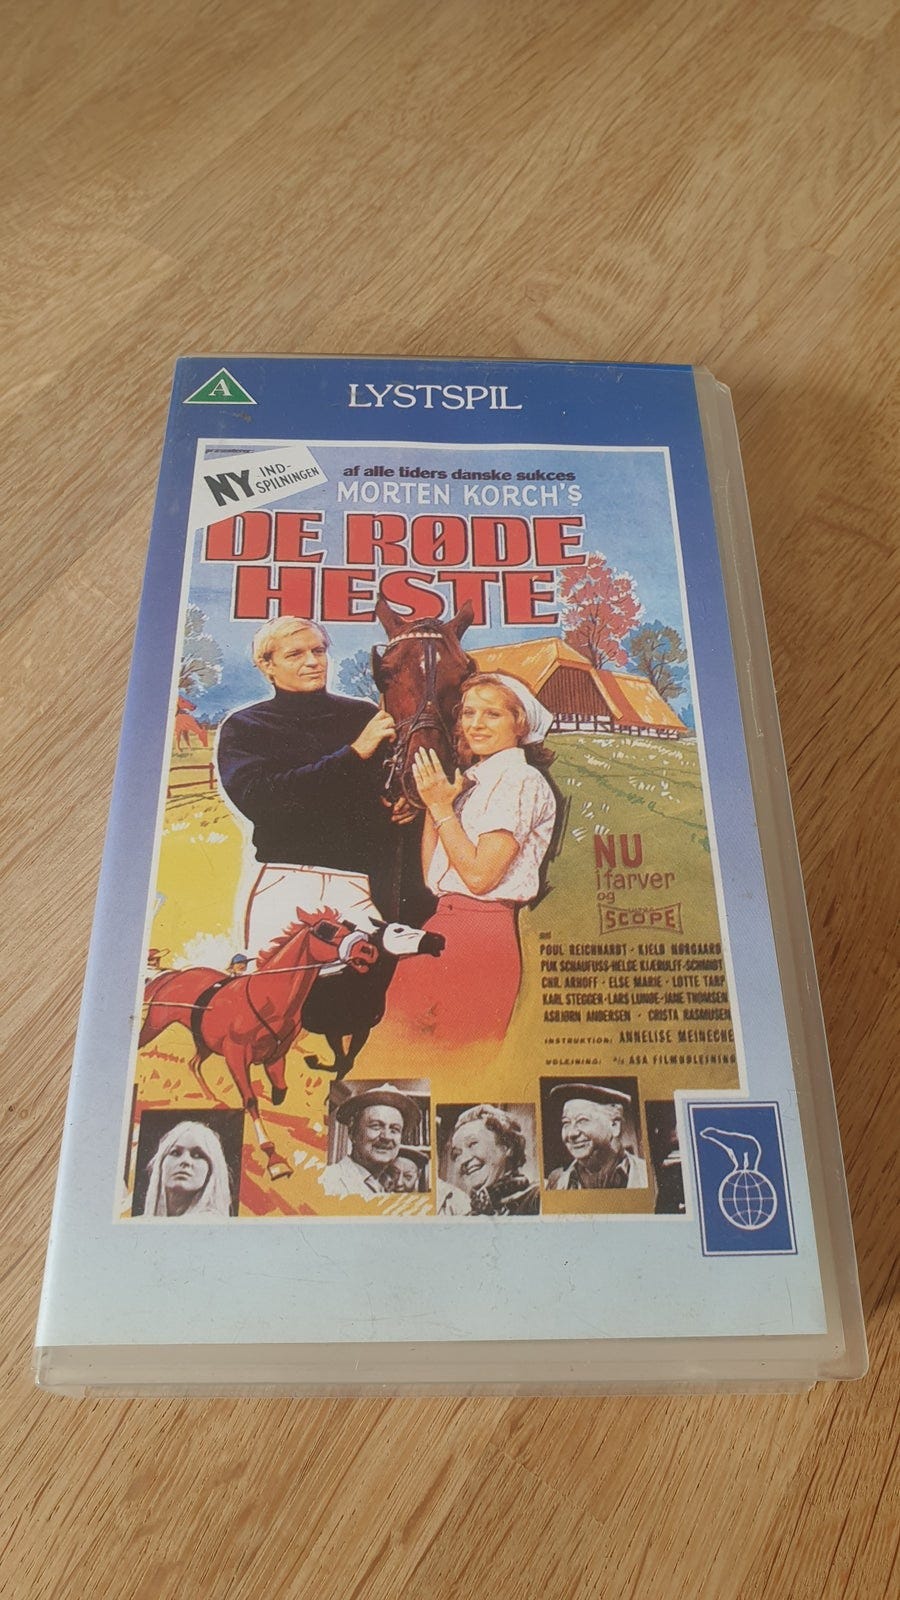 A
LYSTSPIL
NY IND-
SPILNINGEN
af alle tiders danske sukces
MORTEN KORCH'S
DE RØDE
HESTE
NU
i farver
og
SCOPE
POUL REICHHARDT · KJELD NØRGAARD
PUK SCHAUFUSS · HELGE KJÆRULFF-SCHMIDT
CHR. ARHOFF · ELSE MARIE · LOTTE TARP
KARL STEGGER · LARS LUNØE · JANE THOMSEN
ASBJØRN ANDERSEN · CRISTA RASMUSSEN
INSTRUKTION: ANNELISE MEINECHE
UDLEJNING: A/S ASA FILMUDLEJNING